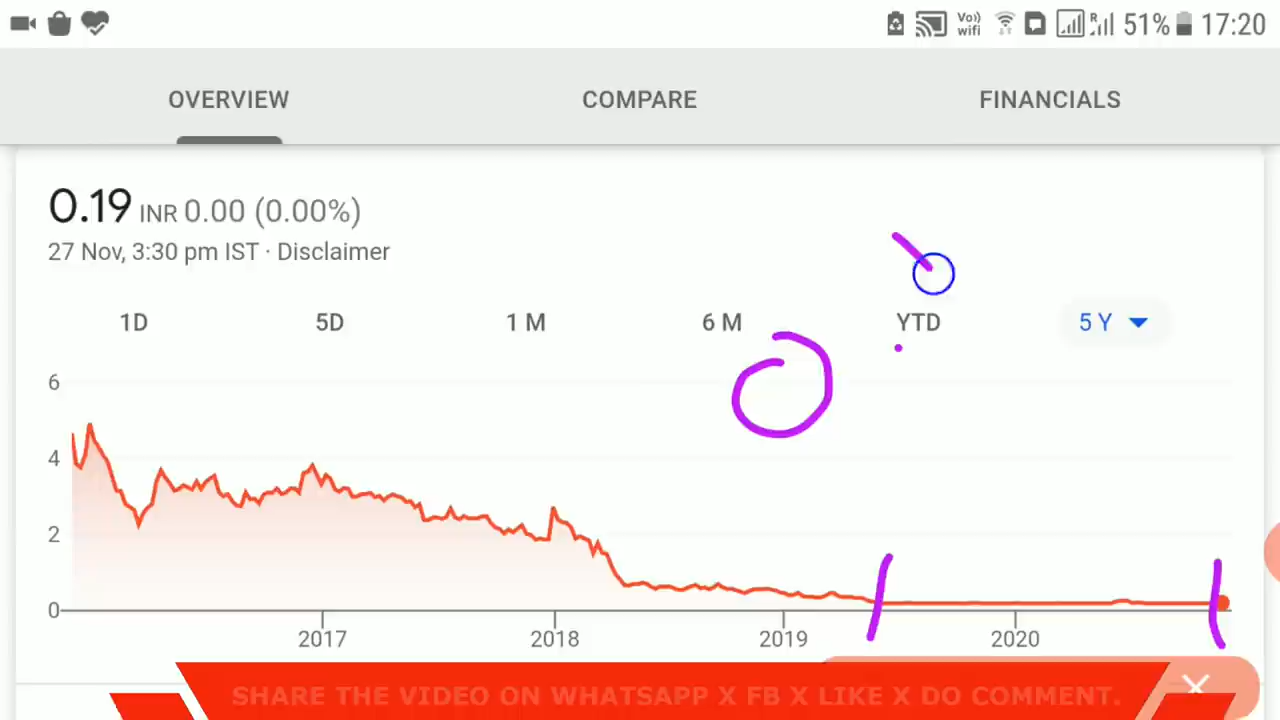 Vo)) R 51% 17:20
wifi
OVERVIEW COMPARE FINANCIALS
0.19 INR 0.00 (0.00%)
27 Nov, 3:30 pm IST · Disclaimer
1D 5D 1 M 6 M YTD 5 Y
6
4
2
0
2017 2018 2019 2020
SHARE THE VIDEO ON WHATSAPP X FB X LIKE X DO COMMENT.